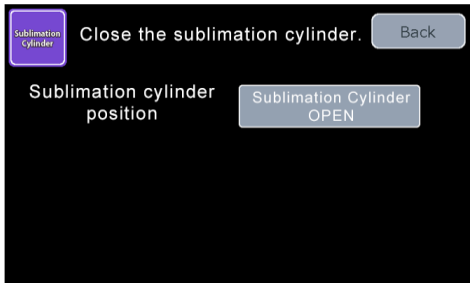 Sublimation
Cylinder
Close the sublimation cylinder.
Back
Sublimation cylinder
position
Sublimation Cylinder
OPEN